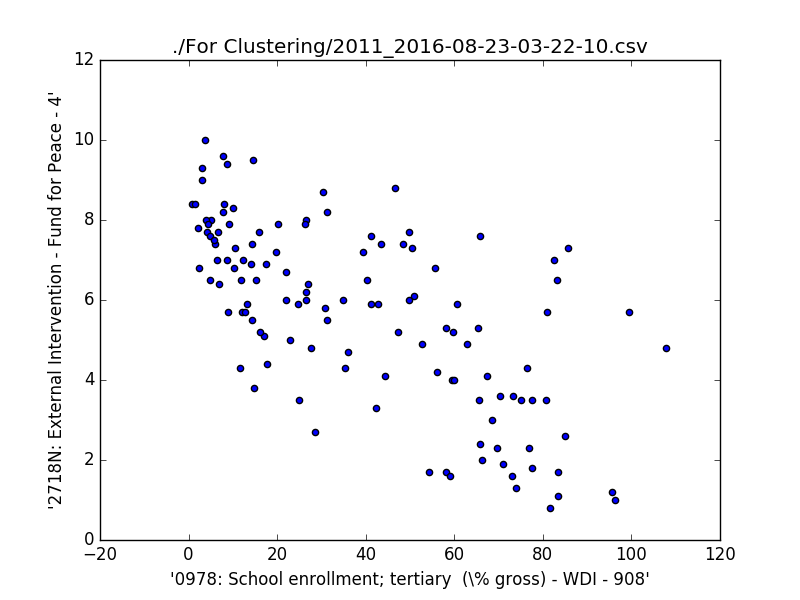 ./For Clustering/2011_2016-08-23-03-22-10.csv
12
10
8
6
4
2
0
'2718N: External Intervention - Fund for Peace - 4'
−20 0 20 40 60 80 100 120
'0978: School enrollment; tertiary  (\% gross) - WDI - 908'